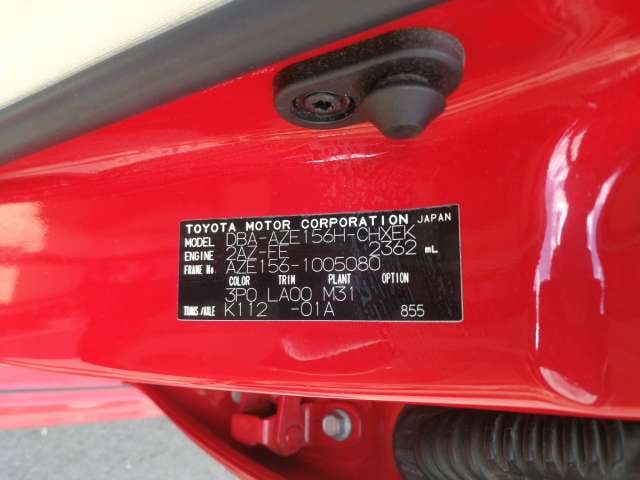 TOYOTA MOTOR CORPORATION JAPAN
MODEL DBA-AZE156H-CHXEK
ENGINE 2AZ-FE 2362 mL
FRAME No. AZE156-1005080
COLOR TRIM PLANT OPTION
3P0 LA00 M31
TRANS/AXLE K112 -01A 855